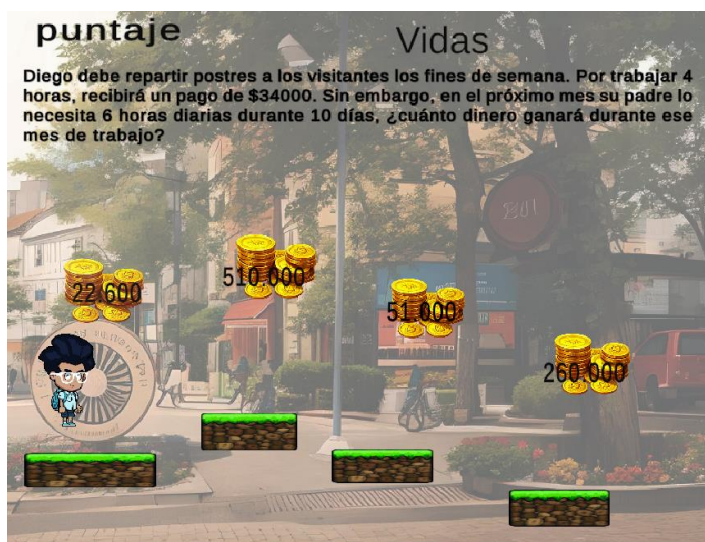 puntaje
Vidas
Diego debe repartir postres a los visitantes los fines de semana. Por trabajar 4
horas, recibirá un pago de $34000. Sin embargo, en el próximo mes su padre lo
necesita 6 horas diarias durante 10 días, ¿cuánto dinero ganará durante ese
mes de trabajo?
510.000
22.600
51.000
260.000